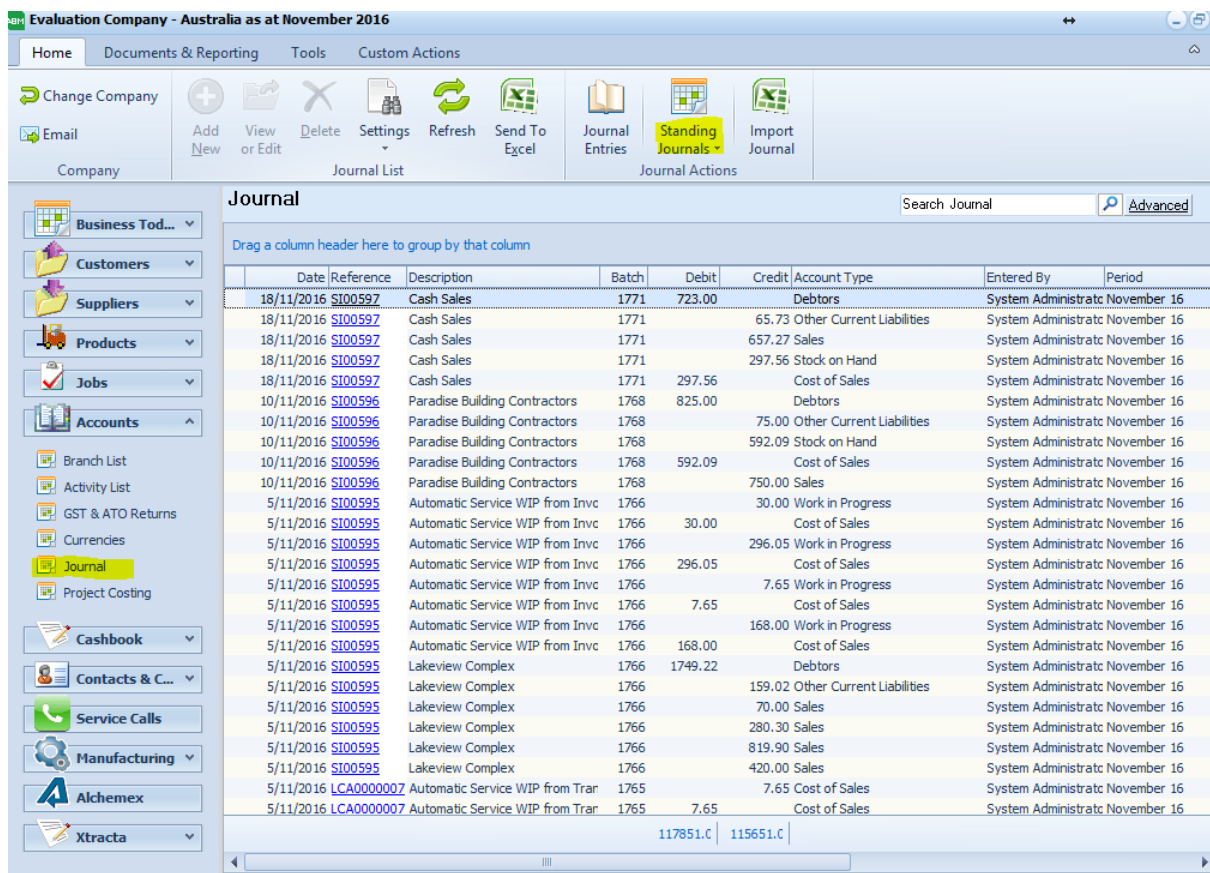 ABM Evaluation Company - Australia as at November 2016
Home Documents & Reporting Tools Custom Actions
Change Company
Email
Company
Add New
View or Edit
Delete
Settings
Refresh
Send To Excel
Journal List
Journal Entries
Standing Journals
Import Journal
Journal Actions
Business Tod...
Customers
Suppliers
Products
Jobs
Accounts
Branch List
Activity List
GST & ATO Returns
Currencies
Journal
Project Costing
Cashbook
Contacts & C...
Service Calls
Manufacturing
Alchemex
Xtracta
Journal
Search Journal Advanced
Drag a column header here to group by that column
Date Reference Description Batch Debit Credit Account Type Entered By Period
18/11/2016 SI00597 Cash Sales 1771 723.00 Debtors System Administratc November 16
18/11/2016 SI00597 Cash Sales 1771 65.73 Other Current Liabilities System Administratc November 16
18/11/2016 SI00597 Cash Sales 1771 657.27 Sales System Administratc November 16
18/11/2016 SI00597 Cash Sales 1771 297.56 Stock on Hand System Administratc November 16
18/11/2016 SI00597 Cash Sales 1771 297.56 Cost of Sales System Administratc November 16
10/11/2016 SI00596 Paradise Building Contractors 1768 825.00 Debtors System Administratc November 16
10/11/2016 SI00596 Paradise Building Contractors 1768 75.00 Other Current Liabilities System Administratc November 16
10/11/2016 SI00596 Paradise Building Contractors 1768 592.09 Stock on Hand System Administratc November 16
10/11/2016 SI00596 Paradise Building Contractors 1768 592.09 Cost of Sales System Administratc November 16
10/11/2016 SI00596 Paradise Building Contractors 1768 750.00 Sales System Administratc November 16
5/11/2016 SI00595 Automatic Service WIP from Invc 1766 30.00 Work in Progress System Administratc November 16
5/11/2016 SI00595 Automatic Service WIP from Invc 1766 30.00 Cost of Sales System Administratc November 16
5/11/2016 SI00595 Automatic Service WIP from Invc 1766 296.05 Work in Progress System Administratc November 16
5/11/2016 SI00595 Automatic Service WIP from Invc 1766 296.05 Cost of Sales System Administratc November 16
5/11/2016 SI00595 Automatic Service WIP from Invc 1766 7.65 Work in Progress System Administratc November 16
5/11/2016 SI00595 Automatic Service WIP from Invc 1766 7.65 Cost of Sales System Administratc November 16
5/11/2016 SI00595 Automatic Service WIP from Invc 1766 168.00 Work in Progress System Administratc November 16
5/11/2016 SI00595 Automatic Service WIP from Invc 1766 168.00 Cost of Sales System Administratc November 16
5/11/2016 SI00595 Lakeview Complex 1766 1749.22 Debtors System Administratc November 16
5/11/2016 SI00595 Lakeview Complex 1766 159.02 Other Current Liabilities System Administratc November 16
5/11/2016 SI00595 Lakeview Complex 1766 70.00 Sales System Administratc November 16
5/11/2016 SI00595 Lakeview Complex 1766 280.30 Sales System Administratc November 16
5/11/2016 SI00595 Lakeview Complex 1766 819.90 Sales System Administratc November 16
5/11/2016 SI00595 Lakeview Complex 1766 420.00 Sales System Administratc November 16
5/11/2016 LCA0000007 Automatic Service WIP from Trar 1765 7.65 Cost of Sales System Administratc November 16
5/11/2016 LCA0000007 Automatic Service WIP from Trar 1765 7.65 Cost of Sales System Administratc November 16
117851.0 115651.0